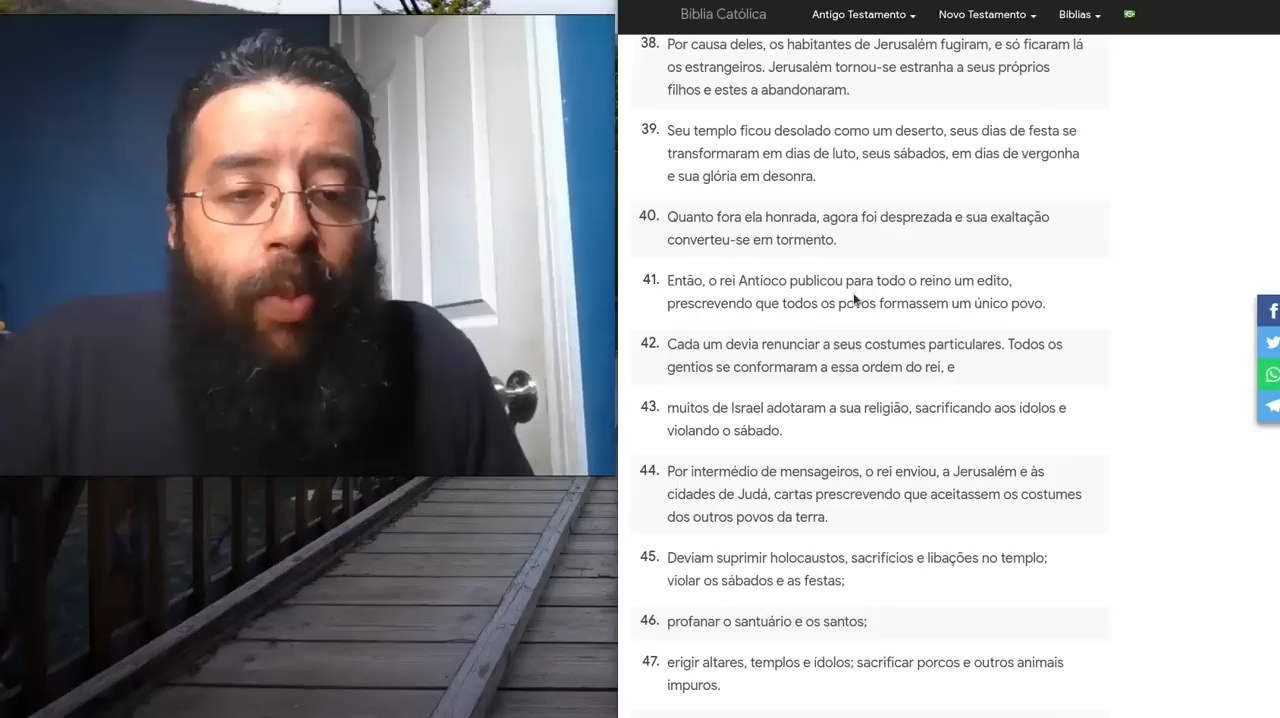 Bíblia Católica
Antigo Testamento
Novo Testamento
Bíblias
38. Por causa deles, os habitantes de Jerusalém fugiram, e só ficaram lá
os estrangeiros. Jerusalém tornou-se estranha a seus próprios
filhos e estes a abandonaram.
39. Seu templo ficou desolado como um deserto, seus dias de festa se
transformaram em dias de luto, seus sábados, em dias de vergonha
e sua glória em desonra.
40. Quanto fora ela honrada, agora foi desprezada e sua exaltação
converteu-se em tormento.
41. Então, o rei Antíoco publicou para todo o reino um edito,
prescrevendo que todos os povos formassem um único povo.
42. Cada um devia renunciar a seus costumes particulares. Todos os
gentios se conformaram a essa ordem do rei, e
43. muitos de Israel adotaram a sua religião, sacrificando aos ídolos e
violando o sábado.
44. Por intermédio de mensageiros, o rei enviou, a Jerusalém e às
cidades de Judá, cartas prescrevendo que aceitassem os costumes
dos outros povos da terra.
45. Deviam suprimir holocaustos, sacrifícios e libações no templo;
violar os sábados e as festas;
46. profanar o santuário e os santos;
47. erigir altares, templos e ídolos; sacrificar porcos e outros animais
impuros.